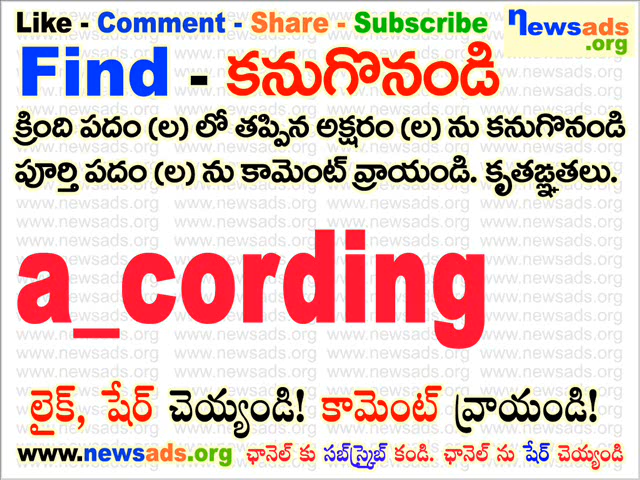 Like - Comment - Share - Subscribe
newsads
.org
Find - కనుగొనండి
క్రింది పదం (ల) లో తప్పిన అక్షరం (ల) ను కనుగొనండి
పూర్తి పదం (ల) ను కామెంట్ వ్రాయండి. కృతజ్ఞతలు.
a_cording
లైక్, షేర్ చెయ్యండి! కామెంట్ వ్రాయండి!
www.newsads.org ఛానెల్ కు సబ్‌స్క్రైబ్ కండి. ఛానెల్ ను షేర్ చెయ్యండి